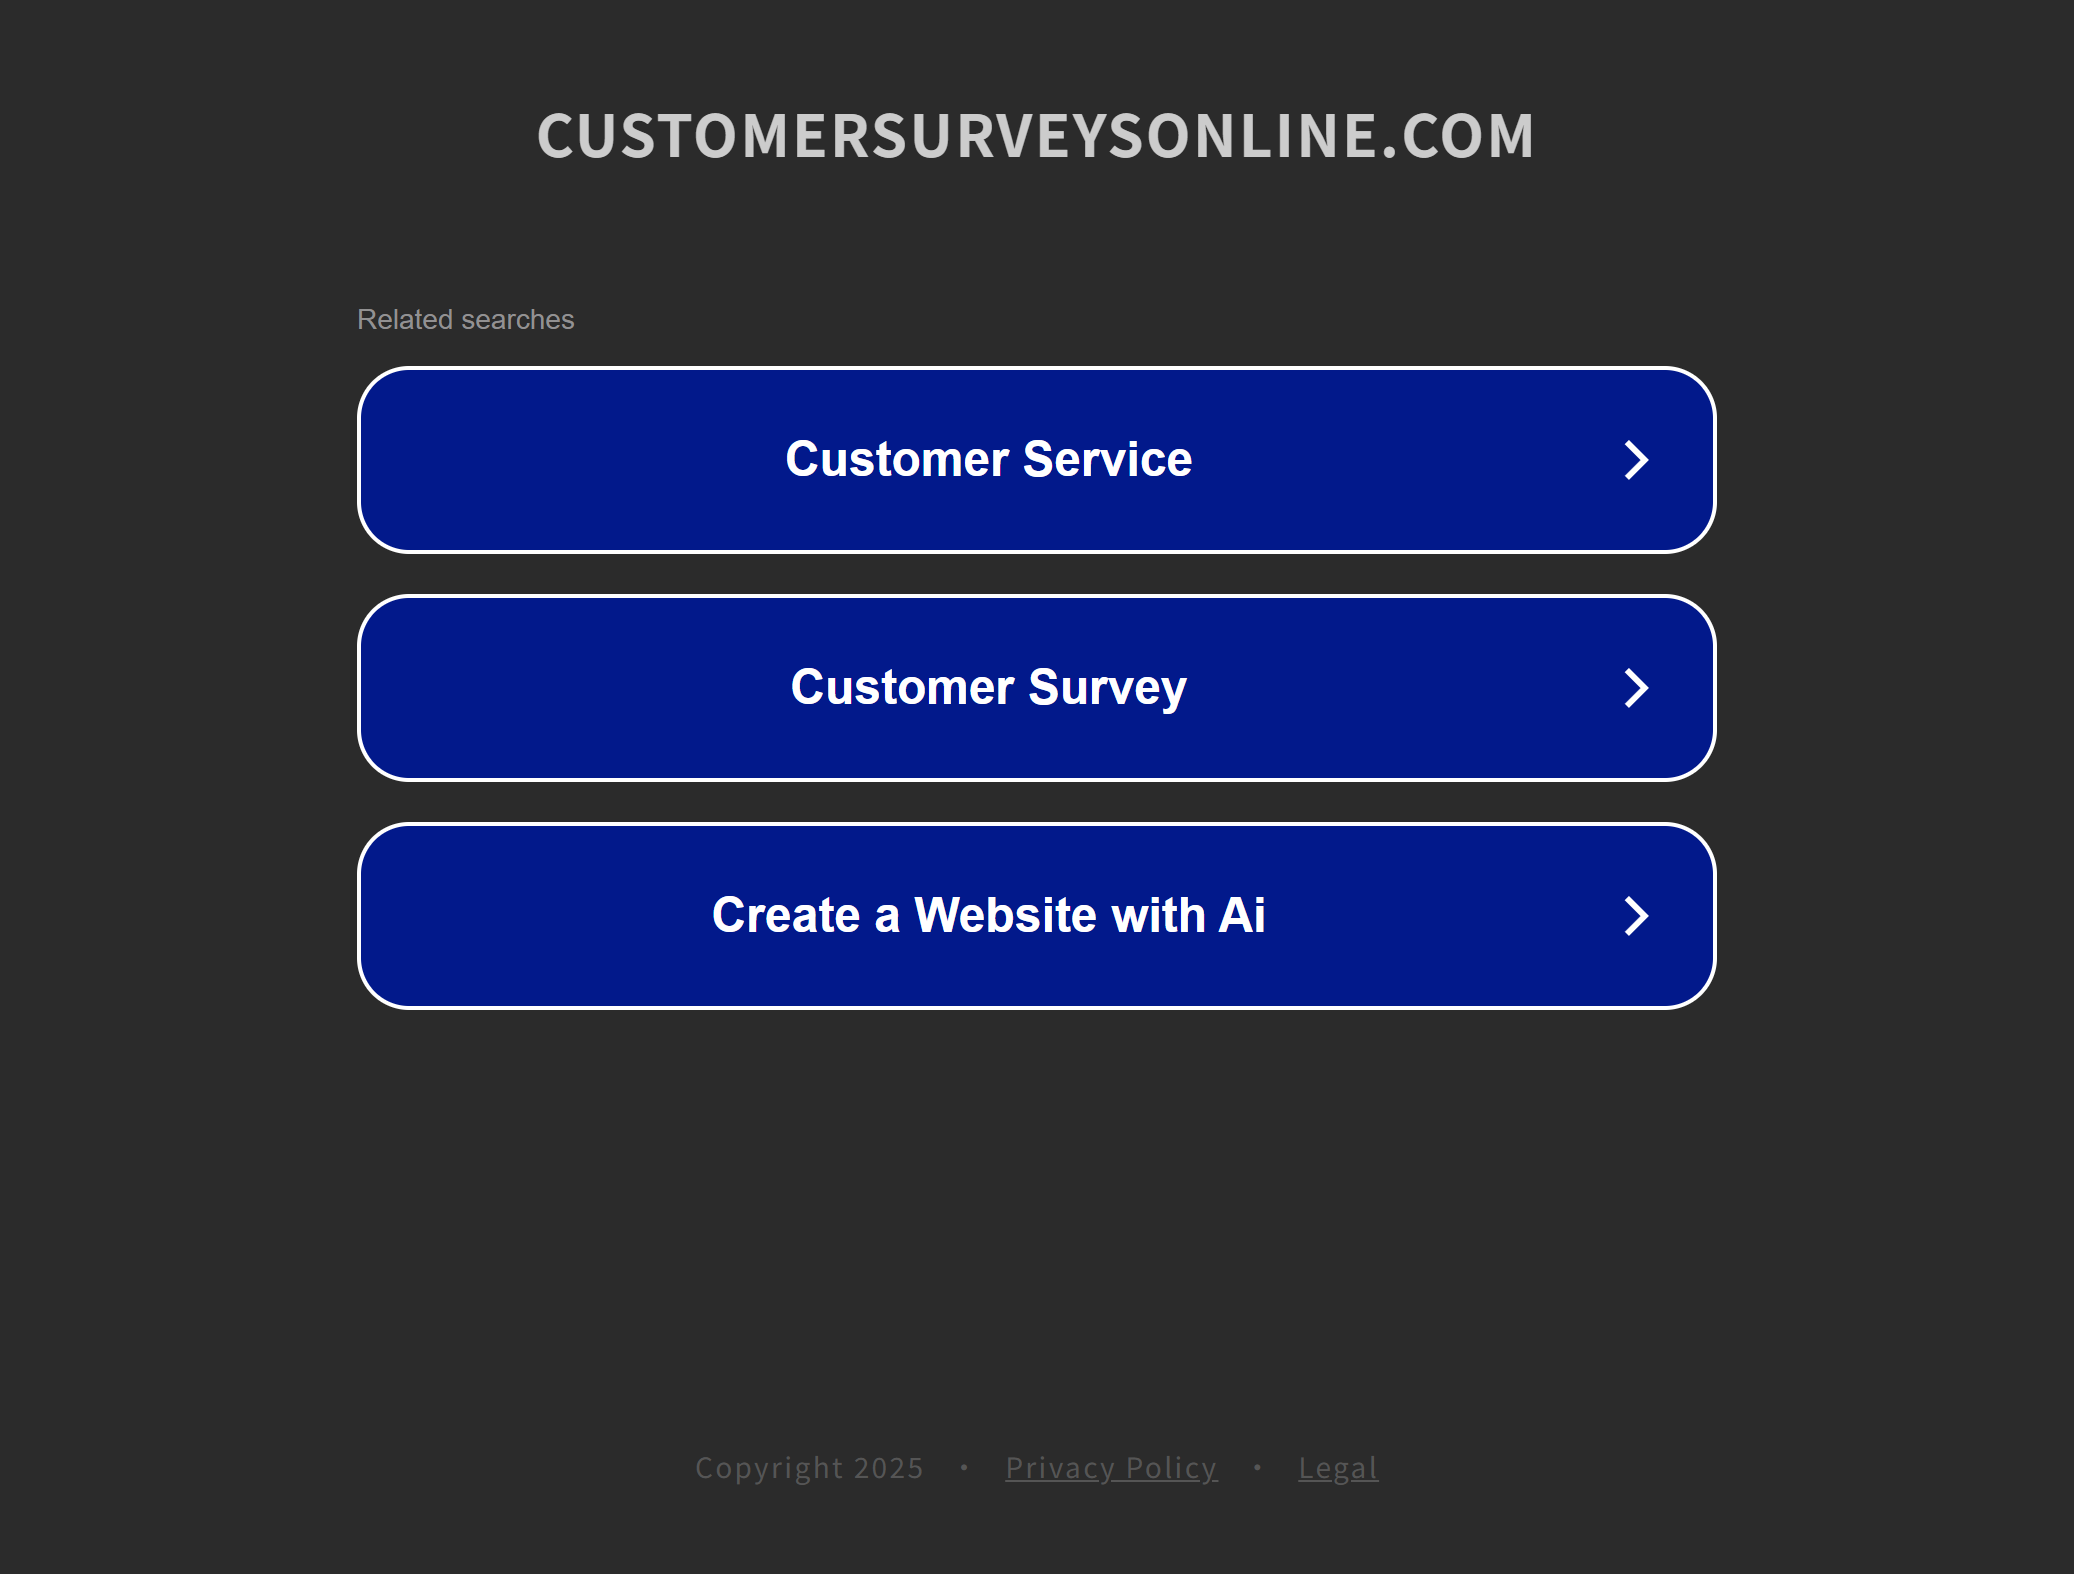 CUSTOMERSURVEYSONLINE.COM
Related searches
Customer Service
Customer Survey
Create a Website with Ai
Copyright 2025 • Privacy Policy • Legal